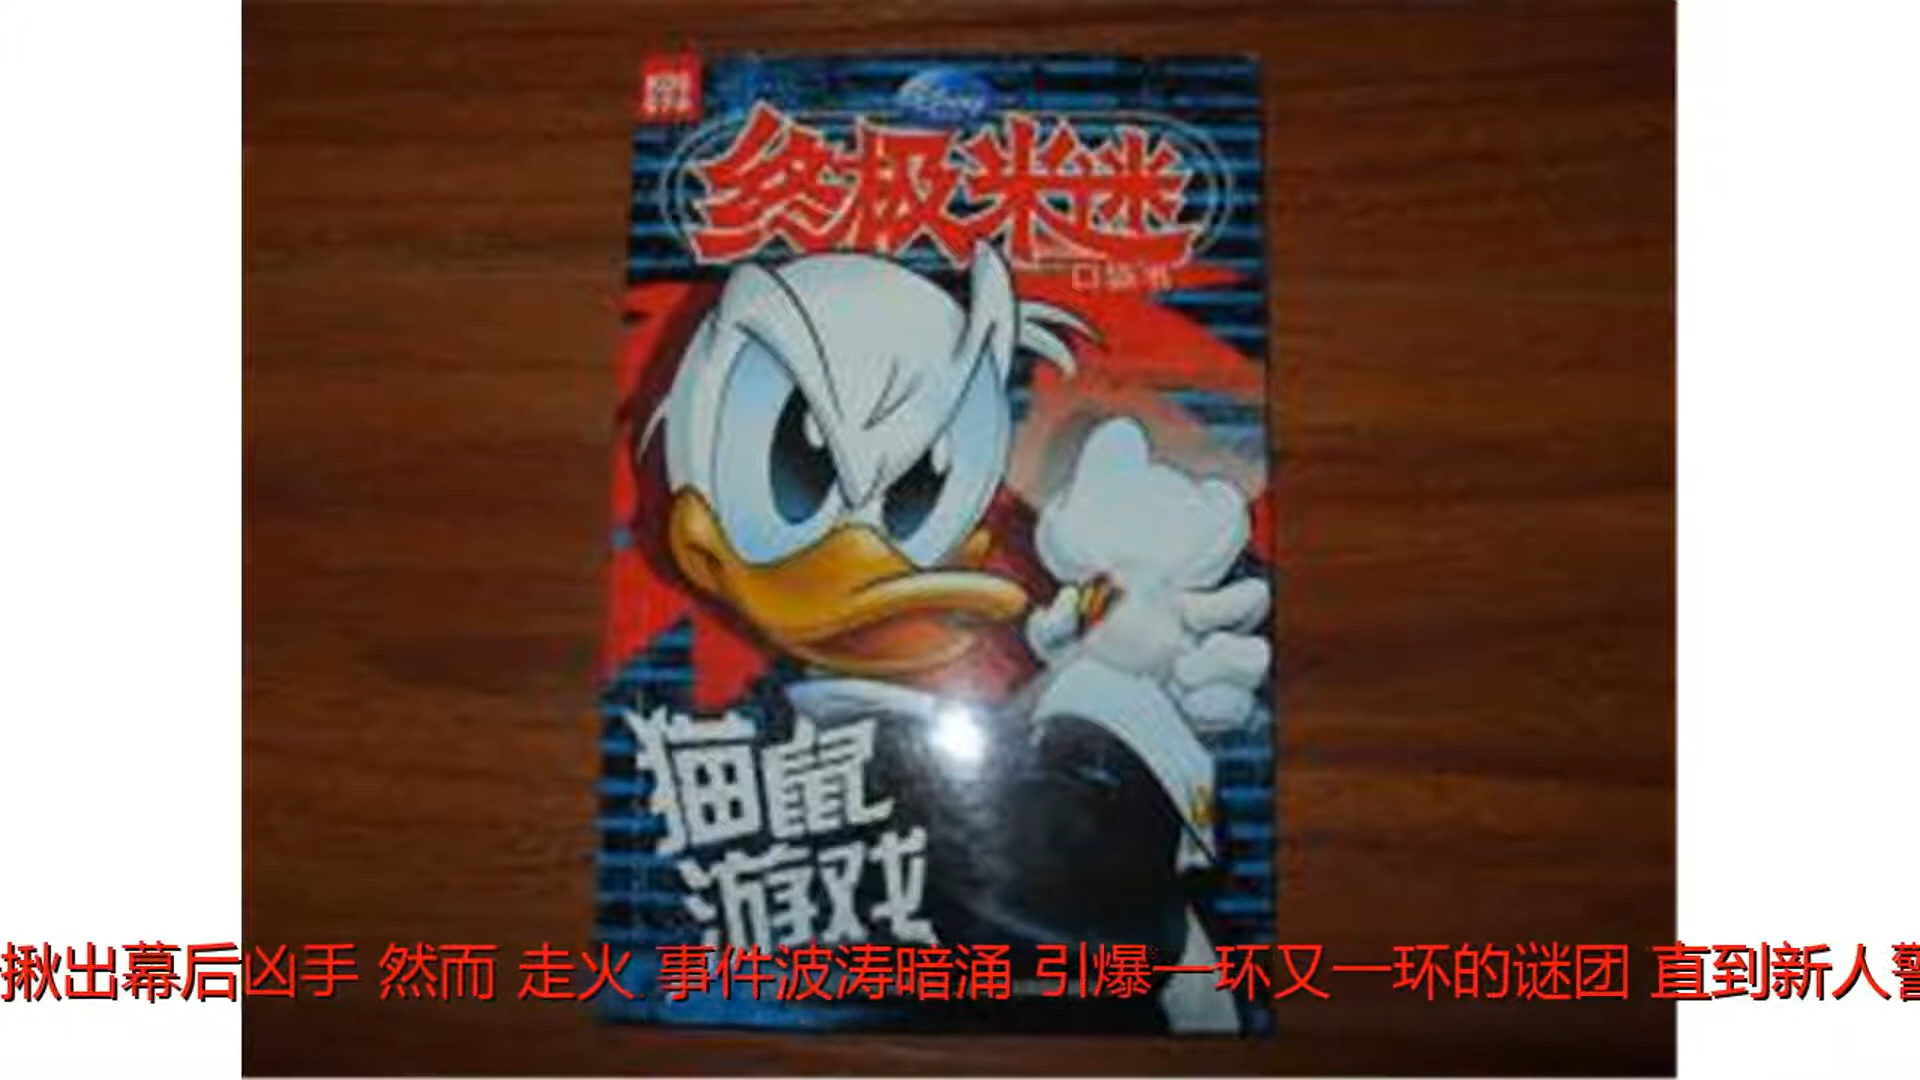 终极米迷
口袋书
猫鼠
游戏
揪出幕后凶手 然而 走火 事件波涛暗涌 引爆一环又一环的谜团 直到新人警